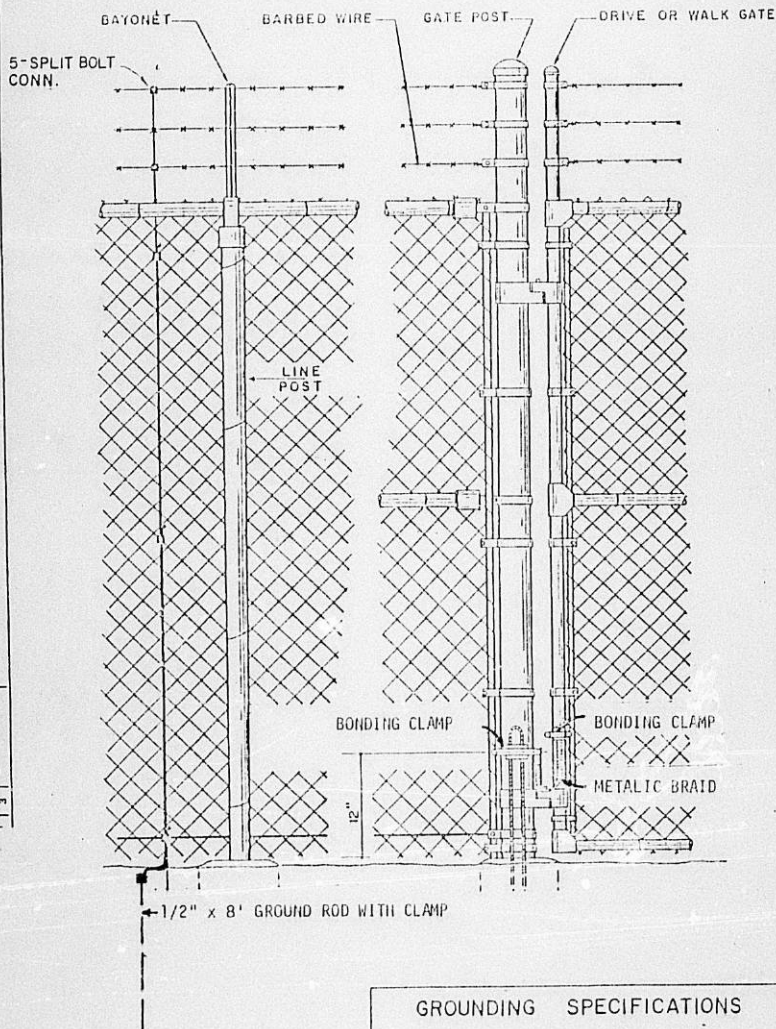 BAYONET
BARBED WIRE
GATE POST
DRIVE OR WALK GATE
5-SPLIT BOLT
CONN.
LINE
POST
BONDING CLAMP
BONDING CLAMP
METALIC BRAID
12"
1/2" x 8' GROUND ROD WITH CLAMP
GROUNDING SPECIFICATIONS